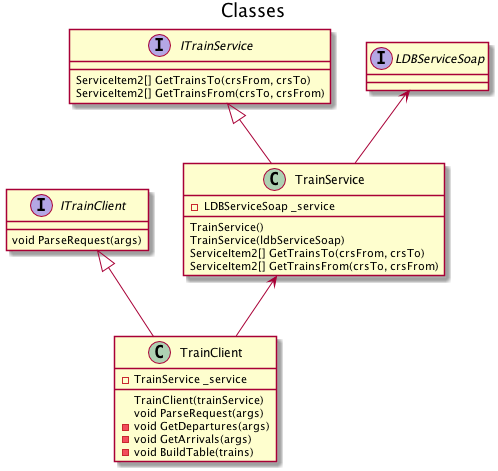 Classes
I ITrainService
ServiceItem2[] GetTrainsTo(crsFrom, crsTo)
ServiceItem2[] GetTrainsFrom(crsTo, crsFrom)
I LDBServiceSoap
C TrainService
LDBServiceSoap _service
TrainService()
TrainService(ldbServiceSoap)
ServiceItem2[] GetTrainsTo(crsFrom, crsTo)
ServiceItem2[] GetTrainsFrom(crsTo, crsFrom)
I ITrainClient
void ParseRequest(args)
C TrainClient
TrainService _service
TrainClient(trainService)
void ParseRequest(args)
void GetDepartures(args)
void GetArrivals(args)
void BuildTable(trains)